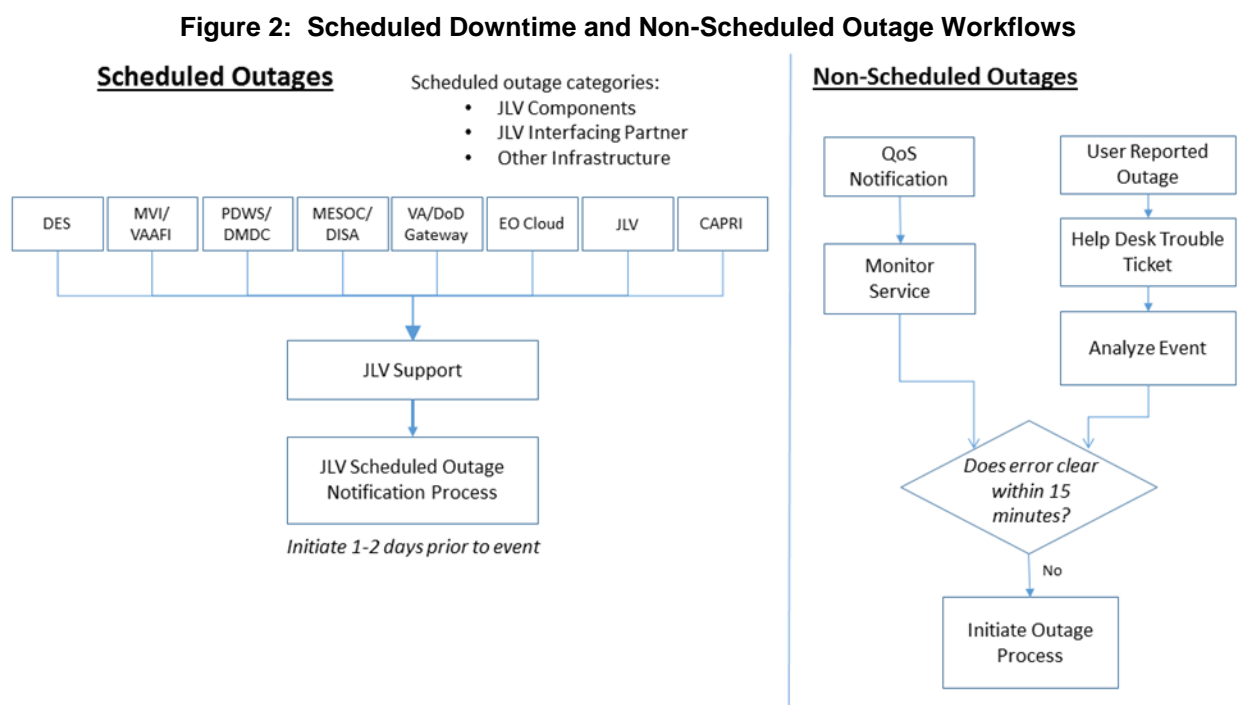 Figure 2: Scheduled Downtime and Non-Scheduled Outage Workflows
Scheduled Outages
Scheduled outage categories:
• JLV Components
• JLV Interfacing Partner
• Other Infrastructure
DES
MVI/
VAAFI
PDWS/
DMDC
MESOC/
DISA
VA/DoD
Gateway
EO Cloud
JLV
CAPRI
JLV Support
JLV Scheduled Outage
Notification Process
Initiate 1-2 days prior to event
Non-Scheduled Outages
QoS
Notification
Monitor
Service
User Reported
Outage
Help Desk Trouble
Ticket
Analyze Event
Does error clear
within 15
minutes?
No
Initiate Outage
Process